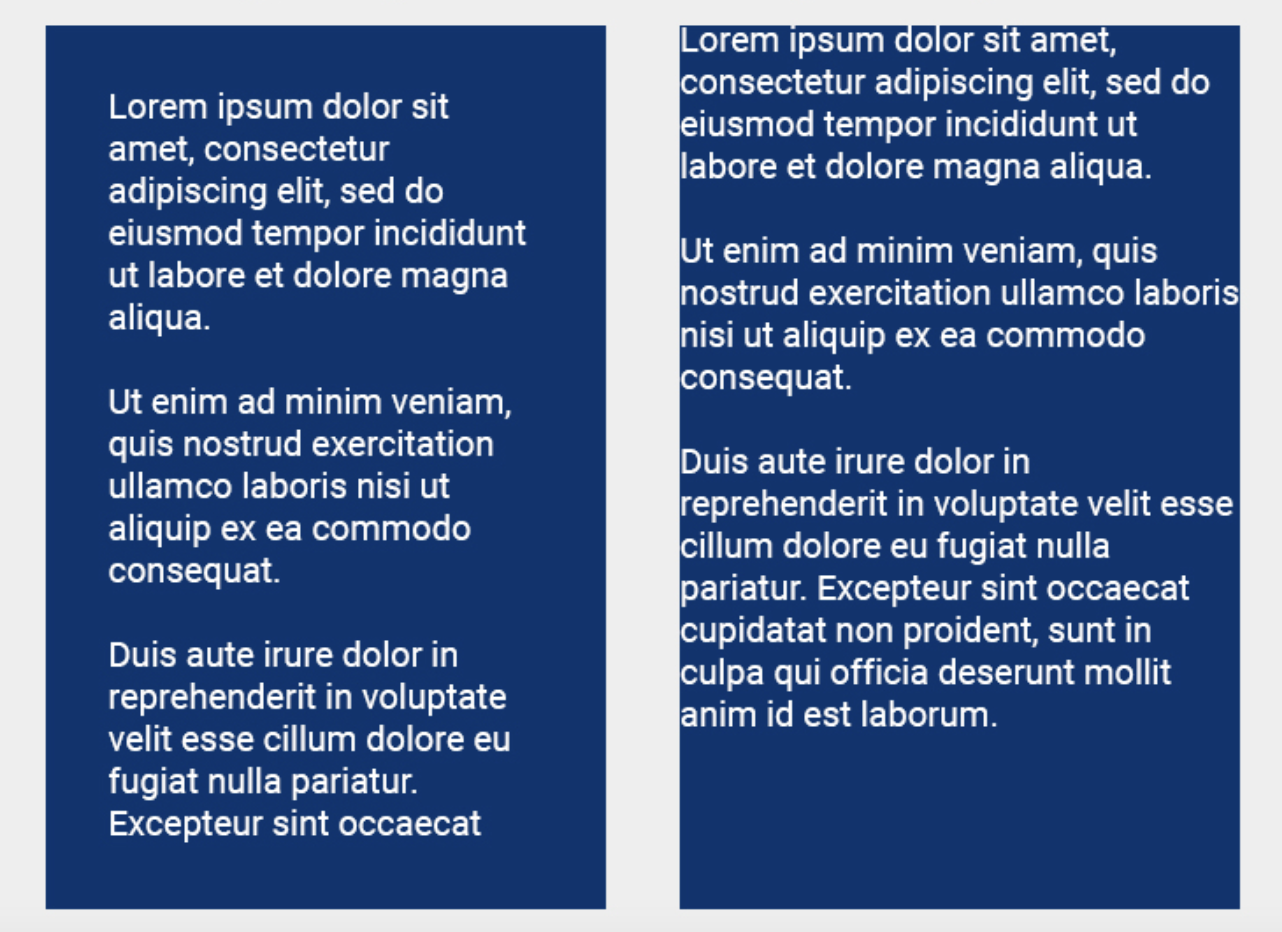 Lorem ipsum dolor sit
amet, consectetur
adipiscing elit, sed do
eiusmod tempor incididunt
ut labore et dolore magna
aliqua.

Ut enim ad minim veniam,
quis nostrud exercitation
ullamco laboris nisi ut
aliquip ex ea commodo
consequat.

Duis aute irure dolor in
reprehenderit in voluptate
velit esse cillum dolore eu
fugiat nulla pariatur.
Excepteur sint occaecat

Lorem ipsum dolor sit amet,
consectetur adipiscing elit, sed do
eiusmod tempor incididunt ut
labore et dolore magna aliqua.

Ut enim ad minim veniam, quis
nostrud exercitation ullamco laboris
nisi ut aliquip ex ea commodo
consequat.

Duis aute irure dolor in
reprehenderit in voluptate velit esse
cillum dolore eu fugiat nulla
pariatur. Excepteur sint occaecat
cupidatat non proident, sunt in
culpa qui officia deserunt mollit
anim id est laborum.